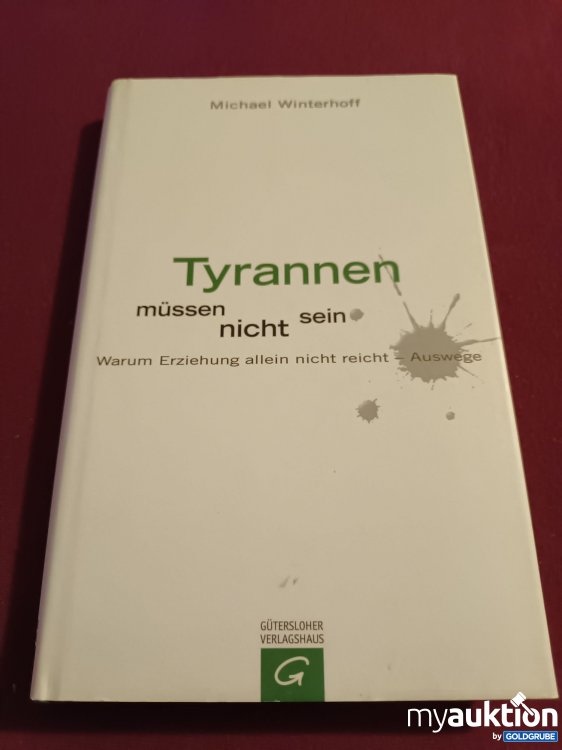 Michael Winterhoff
Tyrannen
müssen nicht sein
Warum Erziehung allein nicht reicht – Auswege
GÜTERSLOHER
VERLAGSHAUS
G
myauktion
by GOLDGRUBE